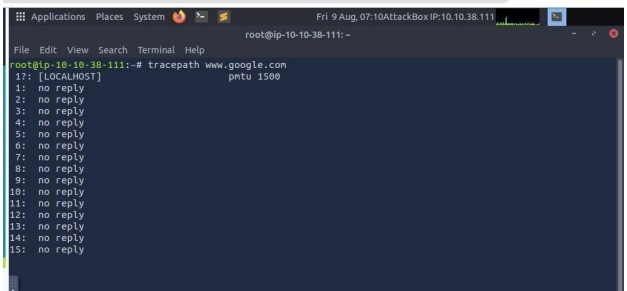 Applications Places System Fri 9 Aug, 07:10AttackBox IP:10.10.38.111
root@ip-10-10-38-111: ~
File Edit View Search Terminal Help
root@ip-10-10-38-111:~# tracepath www.google.com
1?: [LOCALHOST] pmtu 1500
1: no reply
2: no reply
3: no reply
4: no reply
5: no reply
6: no reply
7: no reply
8: no reply
9: no reply
10: no reply
11: no reply
12: no reply
13: no reply
14: no reply
15: no reply